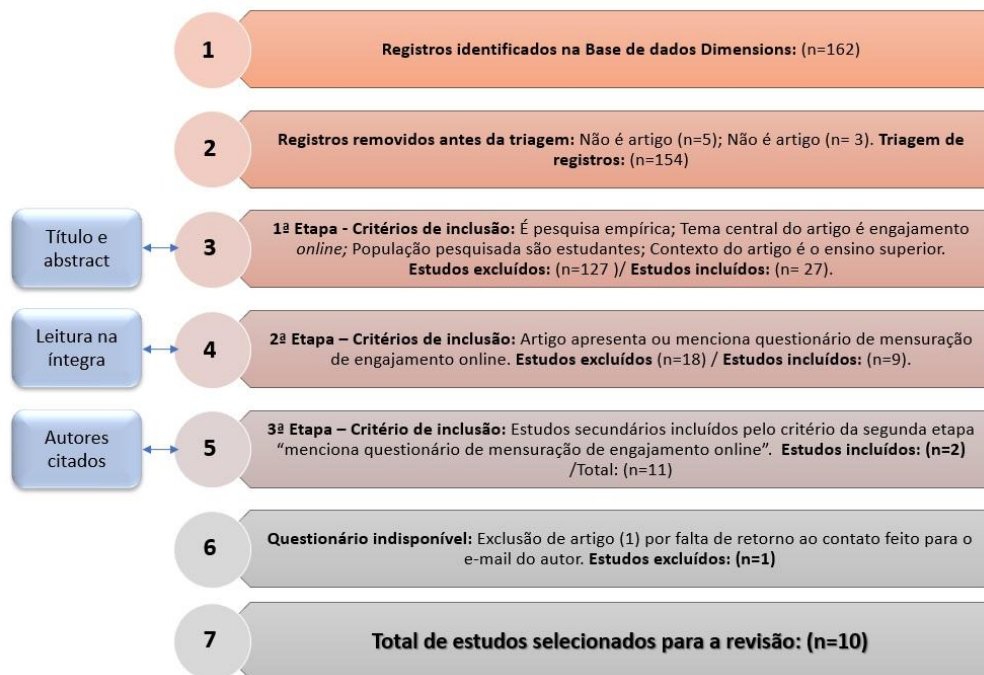 1
Registros identificados na Base de dados Dimensions: (n=162)
2
Registros removidos antes da triagem: Não é artigo (n=5); Não é artigo (n= 3). Triagem de
registros: (n=154)
Título e
abstract
3
1ª Etapa - Critérios de inclusão: É pesquisa empírica; Tema central do artigo é engajamento
online; População pesquisada são estudantes; Contexto do artigo é o ensino superior.
Estudos excluídos: (n=127 )/ Estudos incluídos: (n= 27).
Leitura na
íntegra
4
2ª Etapa – Critérios de inclusão: Artigo apresenta ou menciona questionário de mensuração
de engajamento online. Estudos excluídos (n=18) / Estudos incluídos: (n=9).
Autores
citados
5
3ª Etapa – Critério de inclusão: Estudos secundários incluídos pelo critério da segunda etapa
“menciona questionário de mensuração de engajamento online”. Estudos incluídos: (n=2)
/Total: (n=11)
6
Questionário indisponível: Exclusão de artigo (1) por falta de retorno ao contato feito para o
e-mail do autor. Estudos excluídos: (n=1)
7
Total de estudos selecionados para a revisão: (n=10)